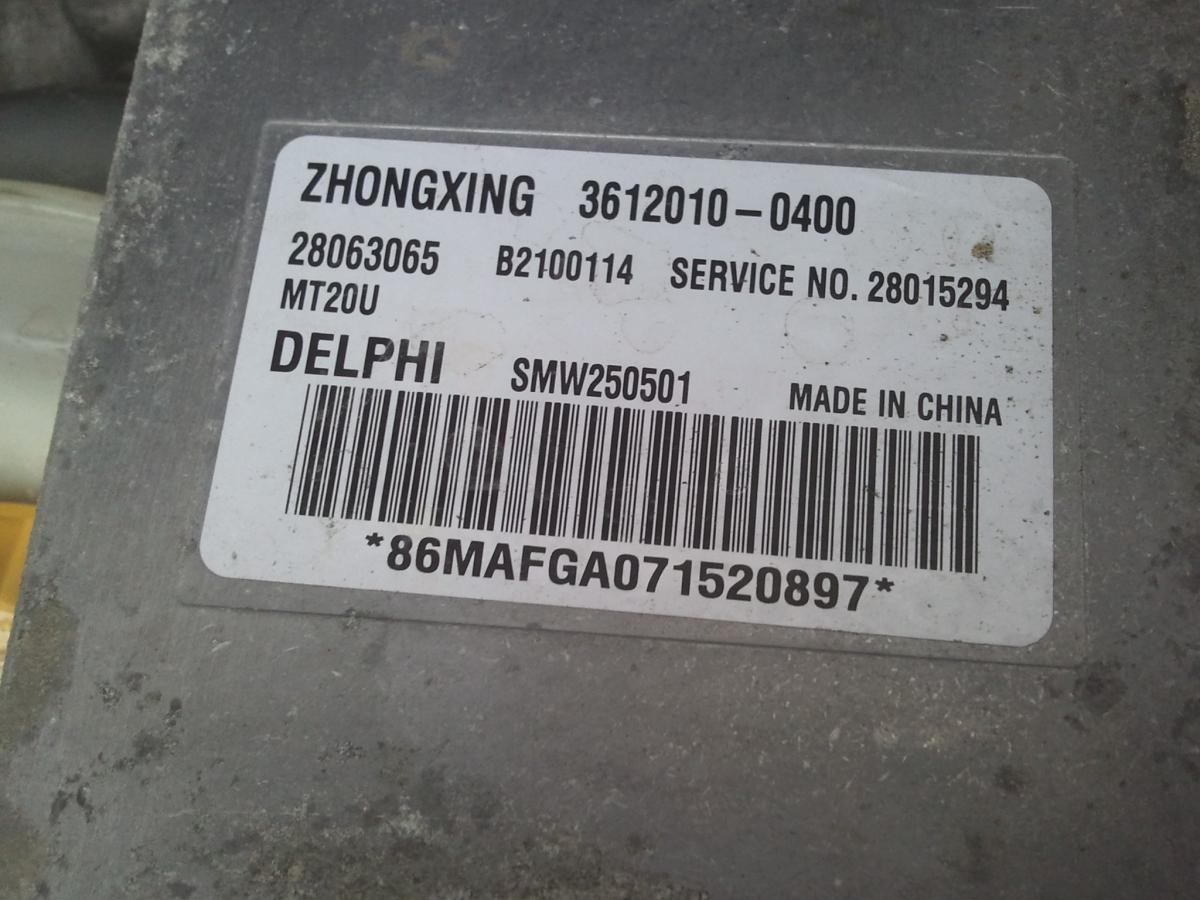 ZHONGXING 3612010-0400
28063065 B2100114 SERVICE NO. 28015294
MT20U
DELPHI SMW250501 MADE IN CHINA
*86MAFGA071520897*